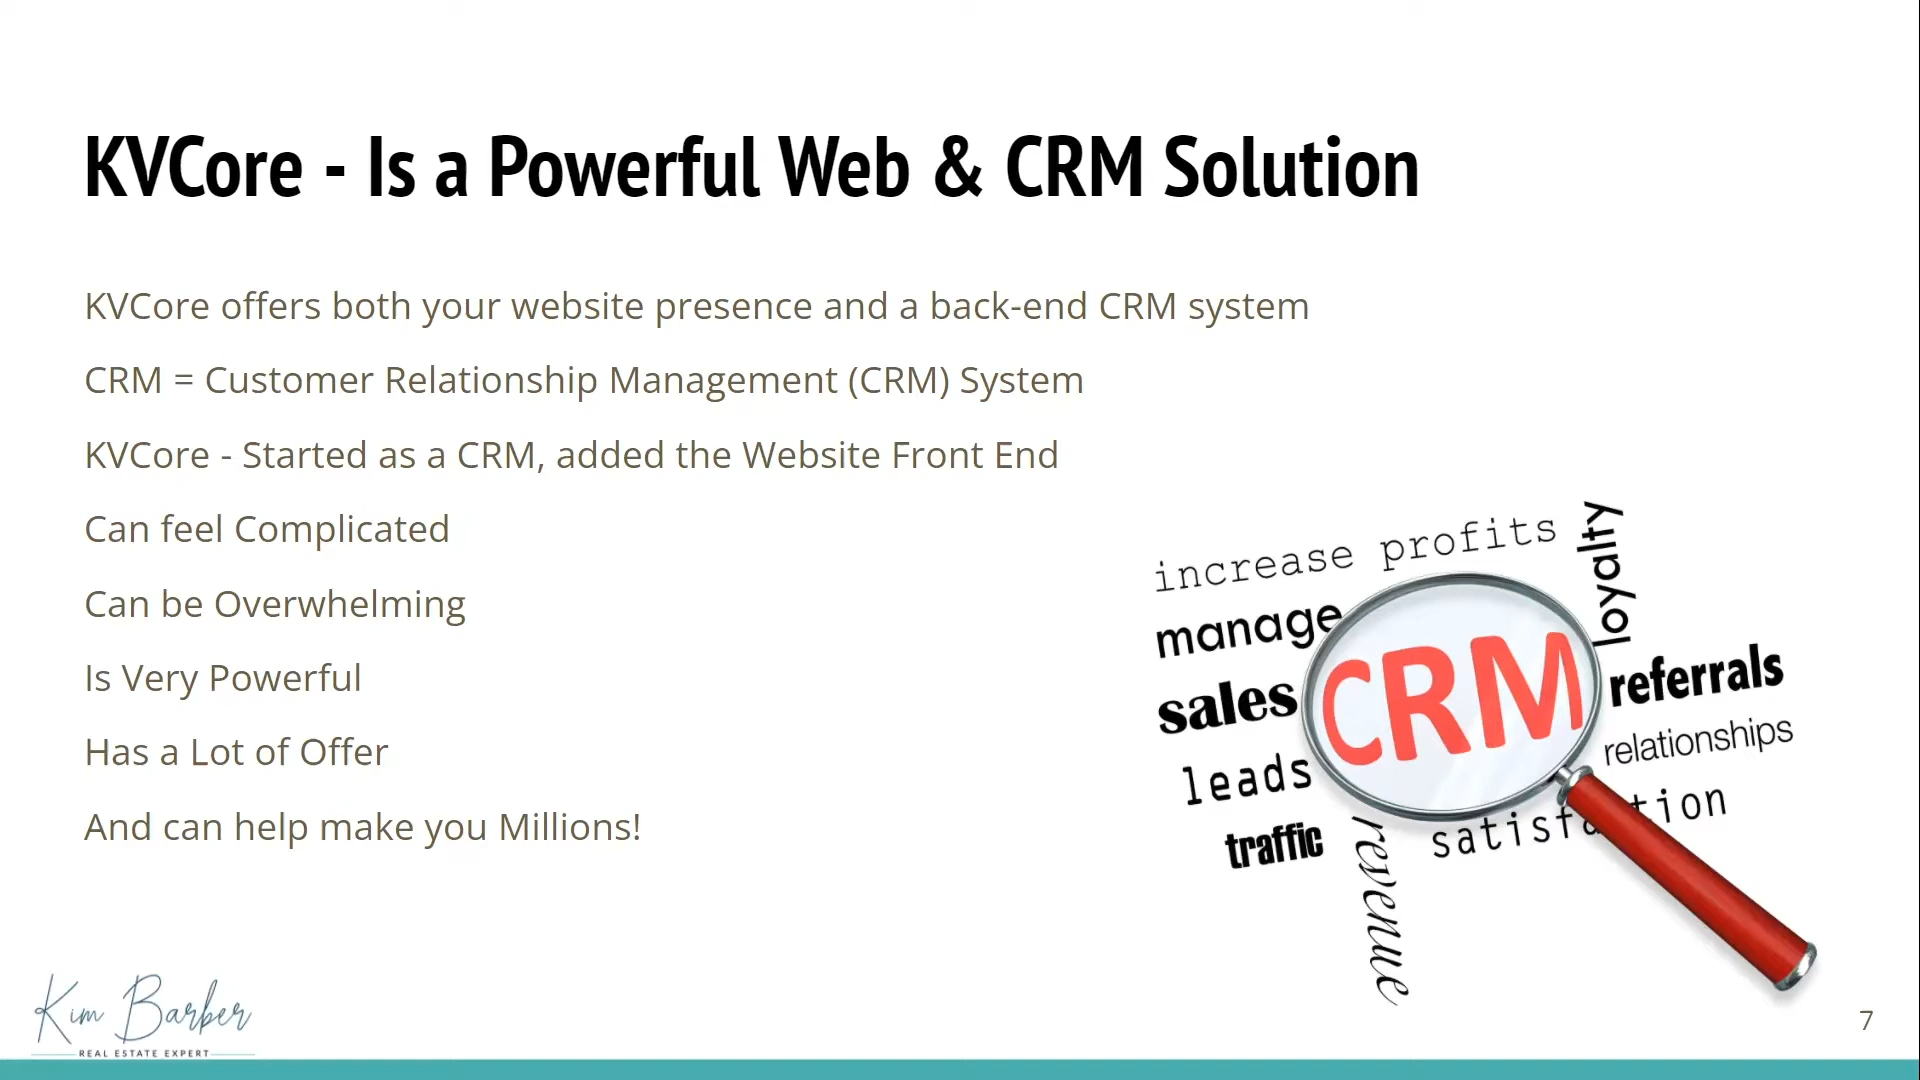 KVCore - Is a Powerful Web & CRM Solution
KVCore offers both your website presence and a back-end CRM system
CRM = Customer Relationship Management (CRM) System
KVCore - Started as a CRM, added the Website Front End
Can feel Complicated
Can be Overwhelming
Is Very Powerful
Has a Lot of Offer
And can help make you Millions!
increase profits
loyalty
manage
CRM
sales
referrals
relationships
leads
traffic
revenue
satisfaction
Kim Barber
REAL ESTATE EXPERT
7